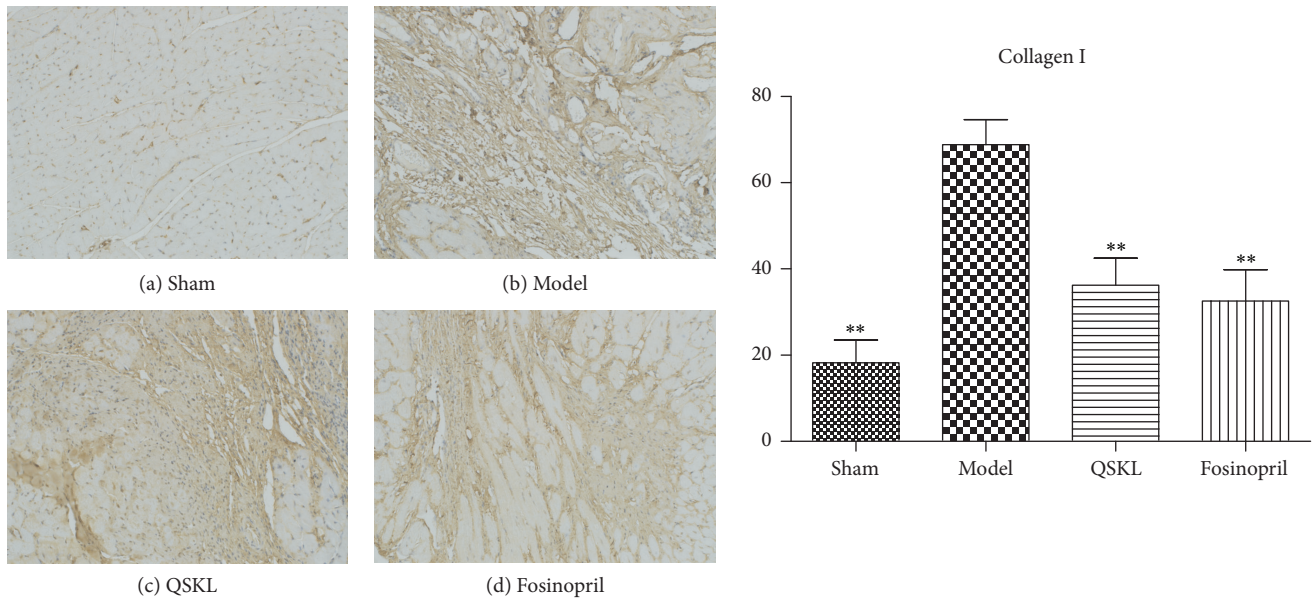 (a) Sham
(b) Model
(c) QSKL
(d) Fosinopril
Collagen I
80
60
40
20
0
**
**
**
Sham
Model
QSKL
Fosinopril